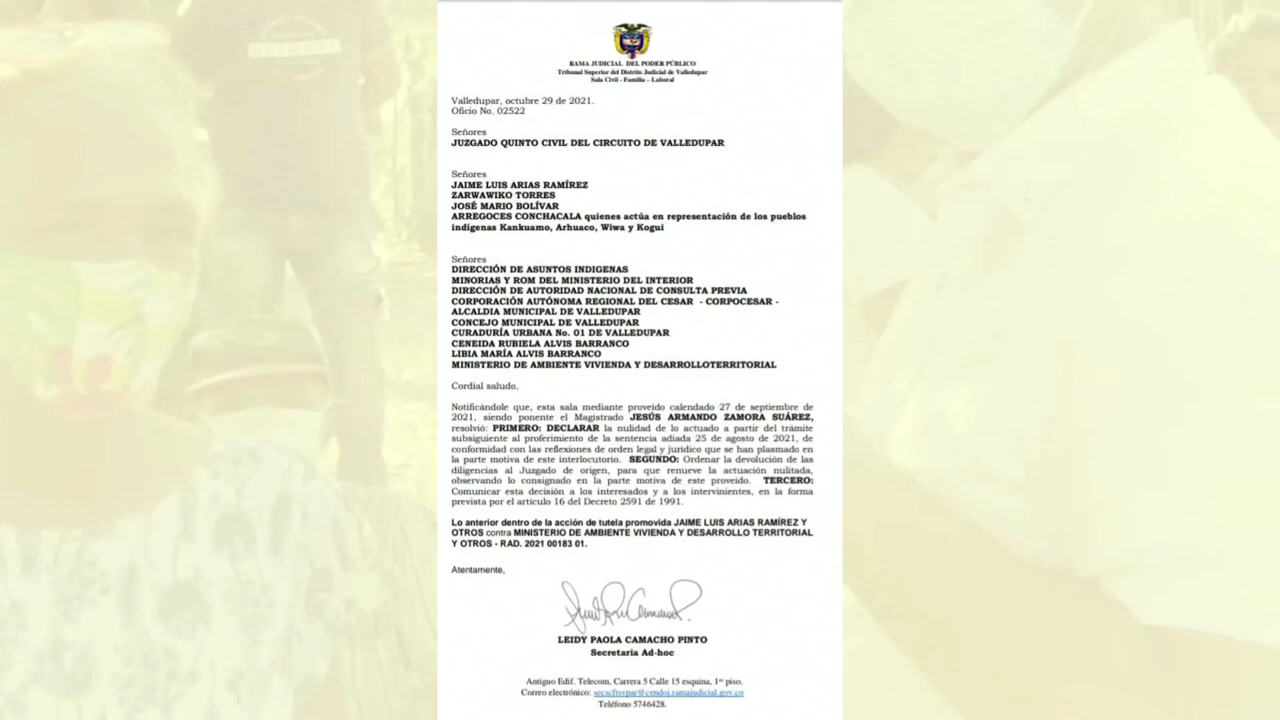 RAMA JUDICIAL DEL PODER PÚBLICO
Tribunal Superior del Distrito Judicial de Valledupar
Sala Civil - Familia – Laboral
Valledupar, octubre 29 de 2021.
Oficio No. 02522
Señores
JUZGADO QUINTO CIVIL DEL CIRCUITO DE VALLEDUPAR
Señores
JAIME LUIS ARIAS RAMÍREZ
ZARWAWIKO TORRES
JOSÉ MARIO BOLÍVAR
ARREGOCES CONCHACALA quienes actúa en representación de los pueblos
indígenas Kankuamo, Arhuaco, Wiwa y Kogui
Señores
DIRECCIÓN DE ASUNTOS INDIGENAS
MINORIAS Y ROM DEL MINISTERIO DEL INTERIOR
DIRECCIÓN DE AUTORIDAD NACIONAL DE CONSULTA PREVIA
CORPORACIÓN AUTÓNOMA REGIONAL DEL CESAR - CORPOCESAR -
ALCALDIA MUNICIPAL DE VALLEDUPAR
CONCEJO MUNICIPAL DE VALLEDUPAR
CURADURÍA URBANA No. 01 DE VALLEDUPAR
CENEIDA RUBIELA ALVIS BARRANCO
LIBIA MARÍA ALVIS BARRANCO
MINISTERIO DE AMBIENTE VIVIENDA Y DESARROLLOTERRITORIAL
Cordial saludo,
Notificándole que, esta sala mediante proveido calendado 27 de septiembre de
2021, siendo ponente el Magistrado JESÚS ARMANDO ZAMORA SUÁREZ,
resolvió: PRIMERO: DECLARAR la nulidad de lo actuado a partir del trámite
subsiguiente al proferimiento de la sentencia adiada 25 de agosto de 2021, de
conformidad con las reflexiones de orden legal y jurídico que se han plasmado en
la parte motiva de este interlocutorio. SEGUNDO: Ordenar la devolución de las
diligencias al Juzgado de origen, para que renueve la actuación nulitada,
observando lo consignado en la parte motiva de este proveido. TERCERO:
Comunicar esta decisión a los interesados y a los intervinientes, en la forma
prevista por el artículo 16 del Decreto 2591 de 1991.
Lo anterior dentro de la acción de tutela promovida JAIME LUIS ARIAS RAMÍREZ Y
OTROS contra MINISTERIO DE AMBIENTE VIVIENDA Y DESARROLLO TERRITORIAL
Y OTROS - RAD. 2021 00183 01.
Atentamente,
LEIDY PAOLA CAMACHO PINTO
Secretaria Ad-hoc
Antiguo Edif. Telecom, Carrera 5 Calle 15 esquina, 1er piso.
Correo electrónico: secscftsvpar@cendoj.ramajudicial.gov.co
Teléfono 5746428.